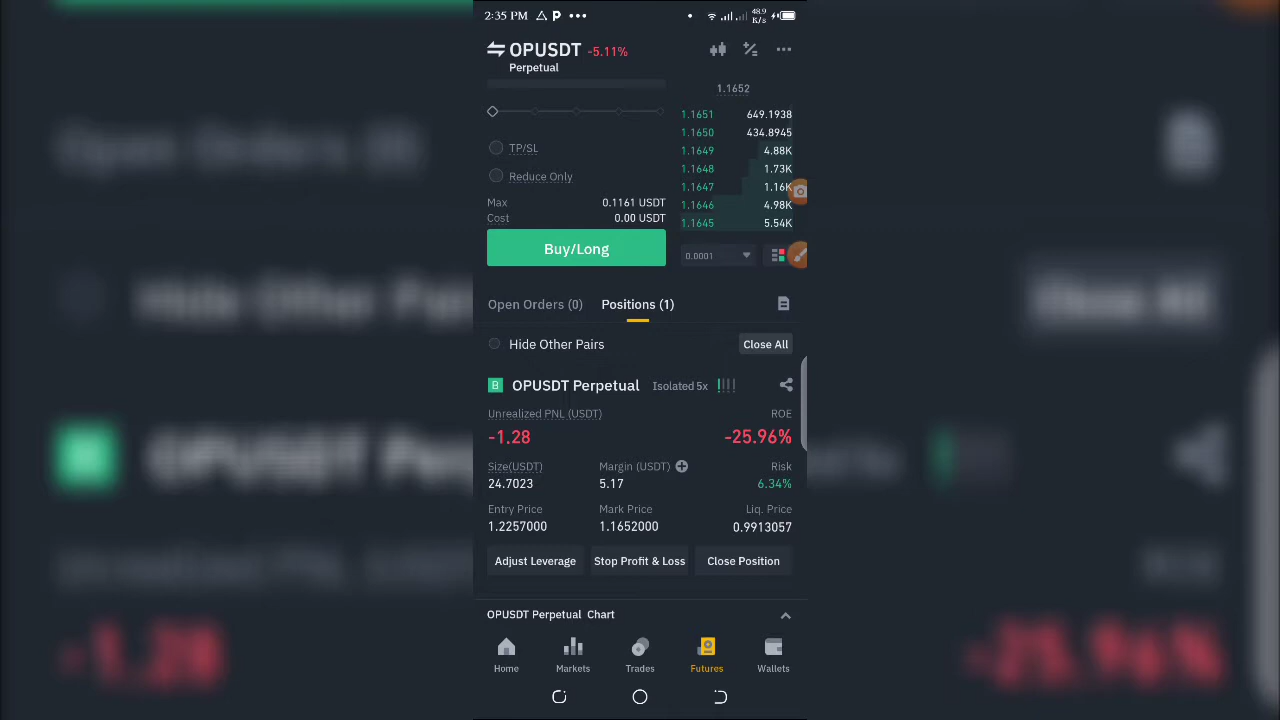 2:35 PM
48.9
K/s
OPUSDT -5.11%
Perpetual
1.1652
1.1651 649.1938
1.1650 434.8945
TP/SL
1.1649 4.88K
1.1648 1.73K
Reduce Only
1.1647 1.16K
Max 0.1161 USDT
1.1646 4.98K
Cost 0.00 USDT
1.1645 5.54K
Buy/Long
0.0001
Open Orders (0) Positions (1)
Hide Other Pairs Close All
B OPUSDT Perpetual Isolated 5x
Unrealized PNL (USDT) ROE
-1.28 -25.96%
Size(USDT) Margin (USDT) Risk
24.7023 5.17 6.34%
Entry Price Mark Price Liq. Price
1.2257000 1.1652000 0.9913057
Adjust Leverage Stop Profit & Loss Close Position
OPUSDT Perpetual Chart
Home Markets Trades Futures Wallets